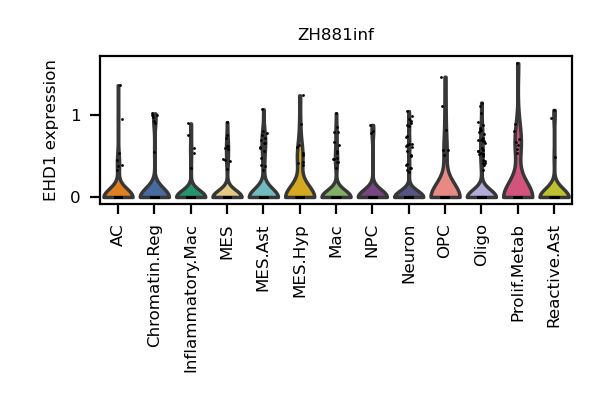 ZH881inf
EHD1 expression
1
0
AC
Chromatin.Reg
Inflammatory.Mac
MES
MES.Ast
MES.Hyp
Mac
NPC
Neuron
OPC
Oligo
Prolif.Metab
Reactive.Ast